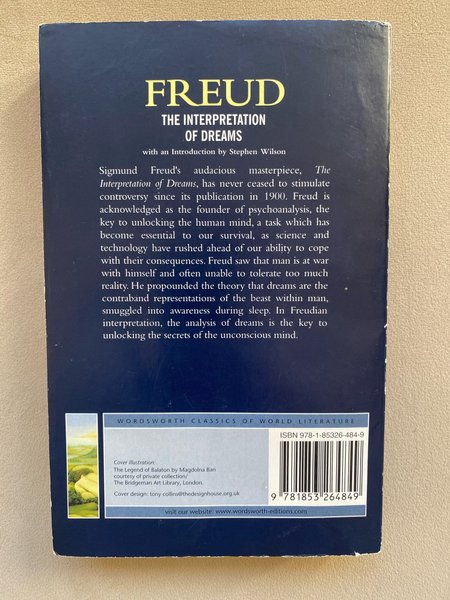 FREUD
THE INTERPRETATION
OF DREAMS
with an Introduction by Stephen Wilson
Sigmund Freud's audacious masterpiece, The
Interpretation of Dreams, has never ceased to stimulate
controversy since its publication in 1900. Freud is
acknowledged as the founder of psychoanalysis, the
key to unlocking the human mind, a task which has
become essential to our survival, as science and
technology have rushed ahead of our ability to cope
with their consequences. Freud saw that man is at war
with himself and often unable to tolerate too much
reality. He propounded the theory that dreams are the
contraband representations of the beast within man,
smuggled into awareness during sleep. In Freudian
interpretation, the analysis of dreams is the key to
unlocking the secrets of the unconscious mind.
WORDSWORTH CLASSICS OF WORLD LITERATURE
ISBN 978-1-85326-484-9
Cover illustration:
The Legend of Balaton by Magdolna Ban
courtesy of private collection/
The Bridgeman Art Library, London.
Cover design: tony collins@thedesignhouse.org.uk
9 781853 264849
visit our website: www.wordsworth-editions.com